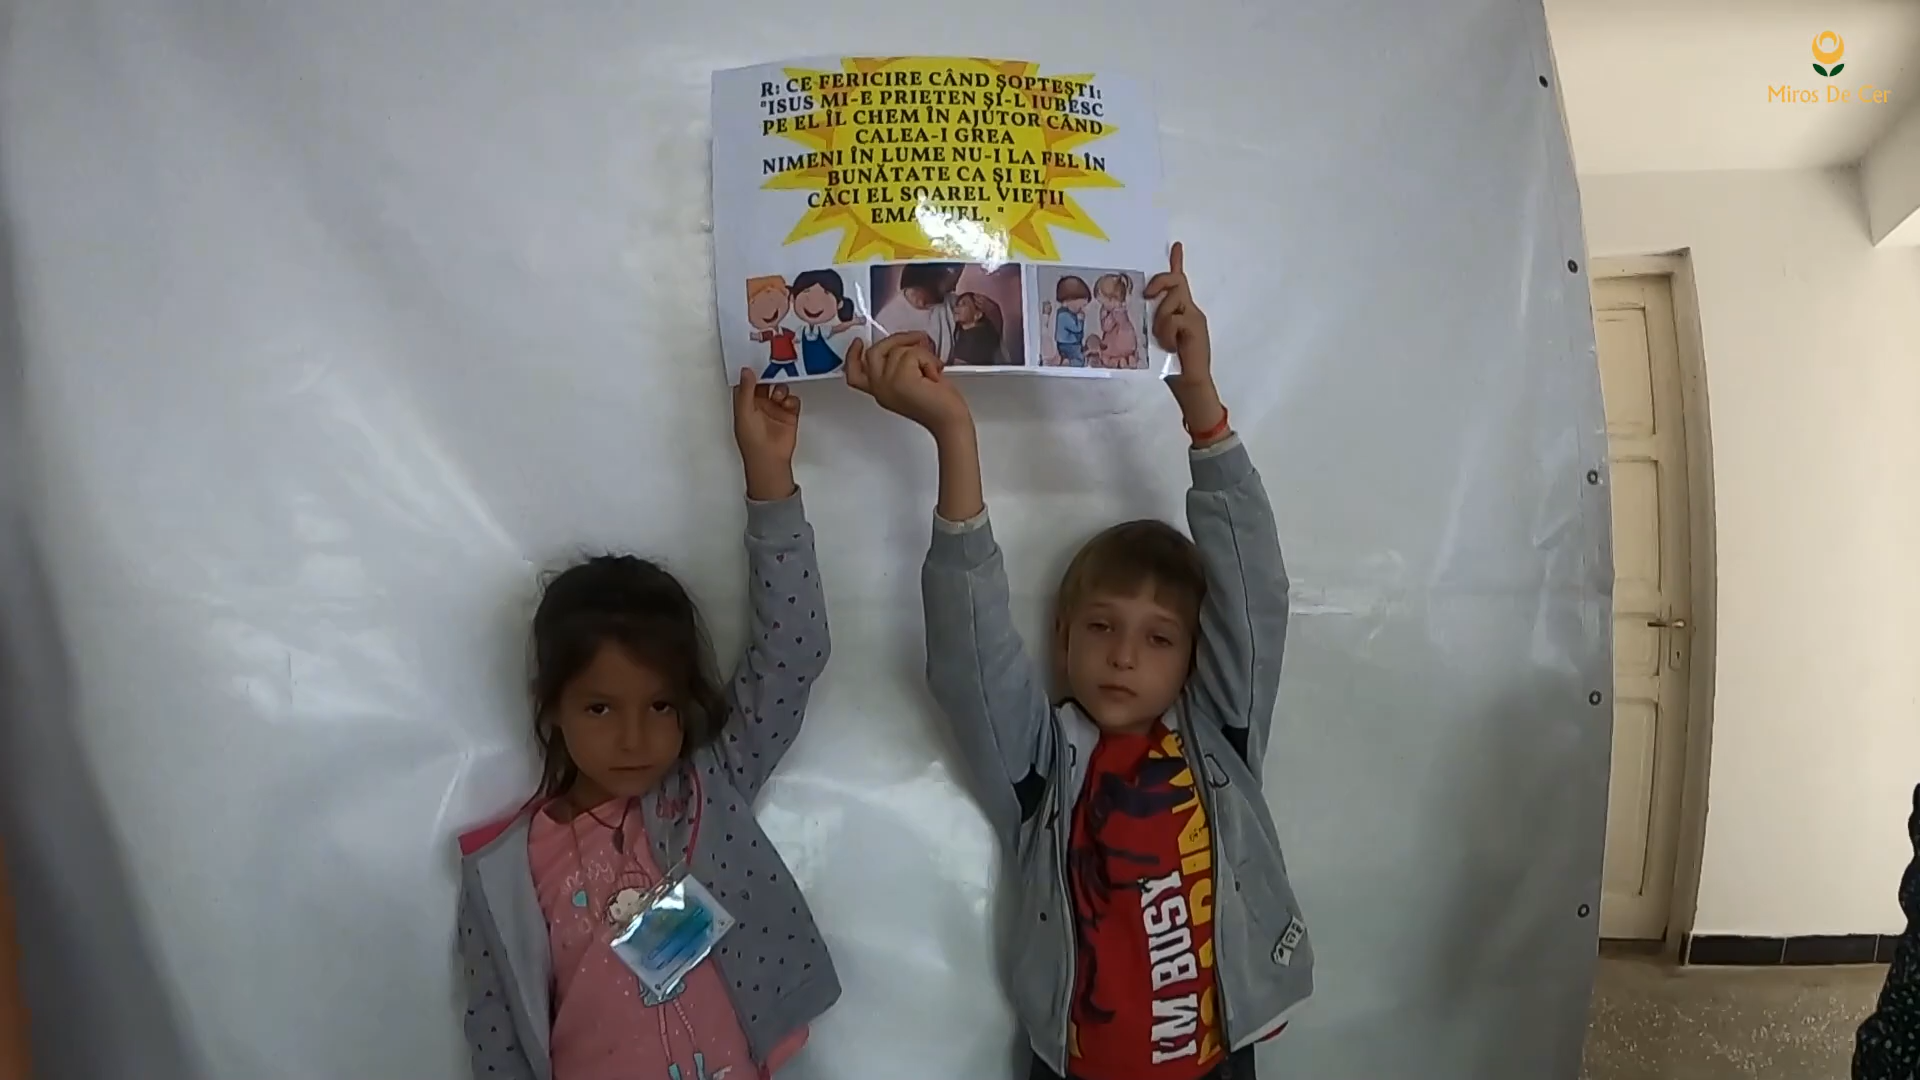 R: CE FERICIRE CÂND ȘOPTEȘTI:
"ISUS MI-E PRIETEN ȘI-L IUBESC
PE EL ÎL CHEM ÎN AJUTOR CÂND
CALEA-I GREA
NIMENI ÎN LUME NU-I LA FEL ÎN
BUNĂTATE CA ȘI EL
CĂCI EL SOAREL VIEȚII
EMANUEL. "
Miros De Cer
I'M BUSY